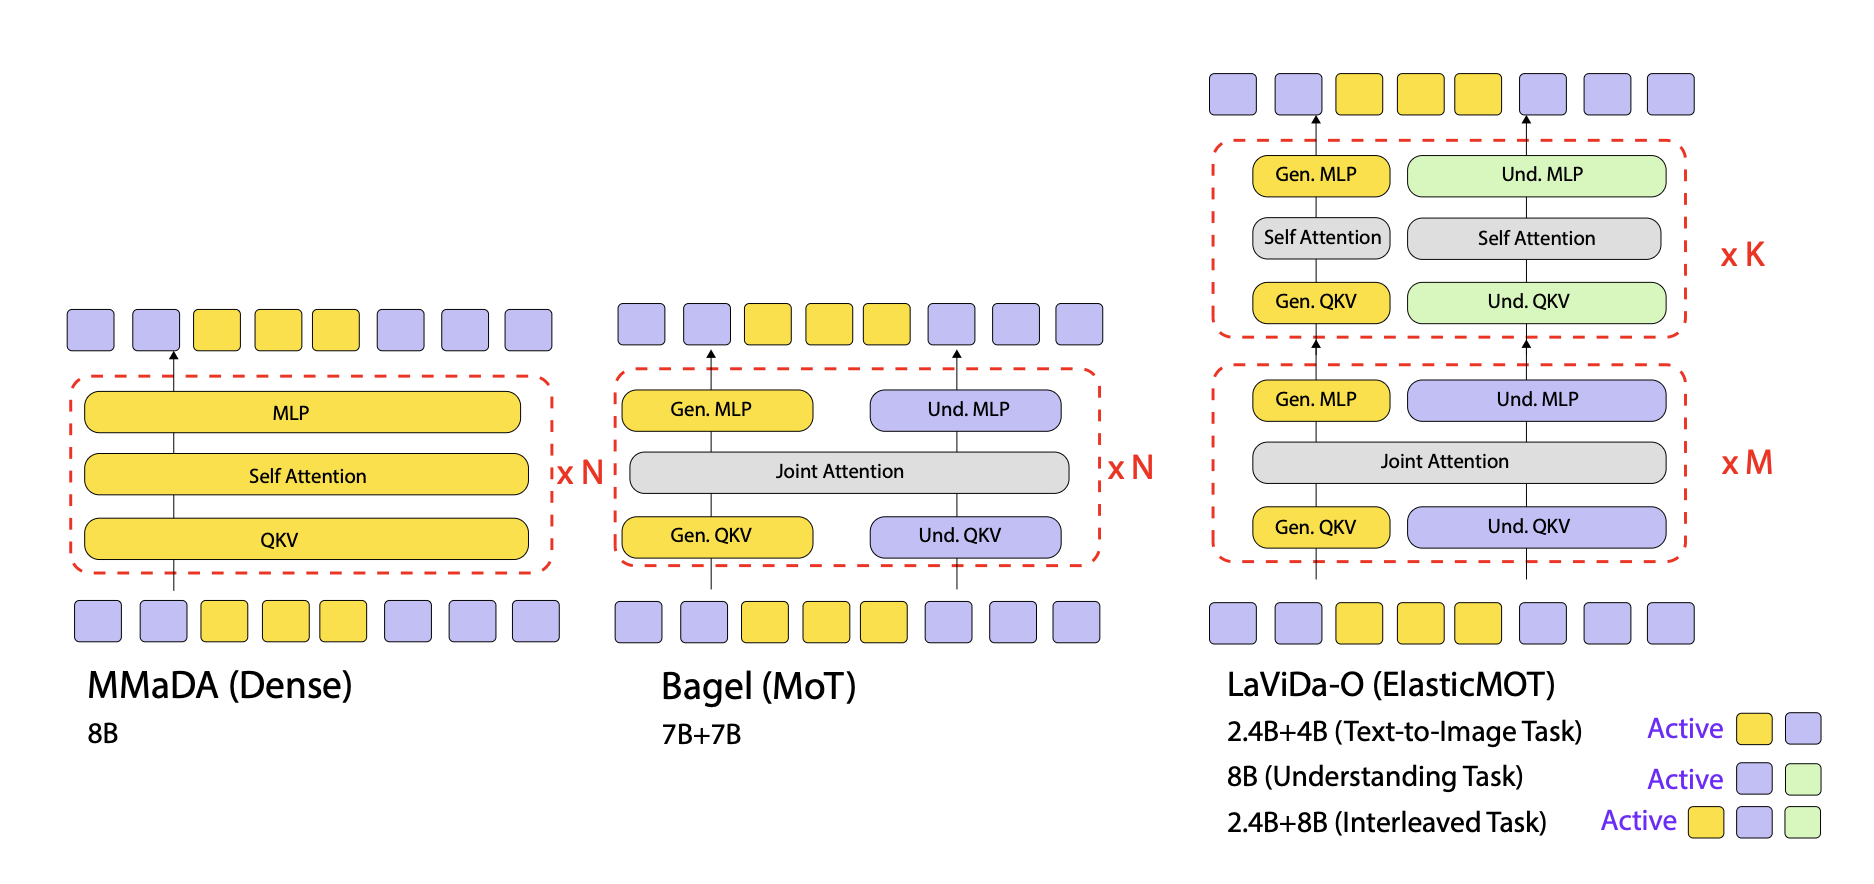 MLP
Self Attention
QKV
x N
MMaDA (Dense)
8B
Gen. MLP
Und. MLP
Joint Attention
Gen. QKV
Und. QKV
x N
Bagel (MoT)
7B+7B
Gen. MLP
Und. MLP
Self Attention
Self Attention
Gen. QKV
Und. QKV
x K
Gen. MLP
Und. MLP
Joint Attention
Gen. QKV
Und. QKV
x M
LaViDa-O (ElasticMOT)
2.4B+4B (Text-to-Image Task)
Active
8B (Understanding Task)
Active
2.4B+8B (Interleaved Task)
Active